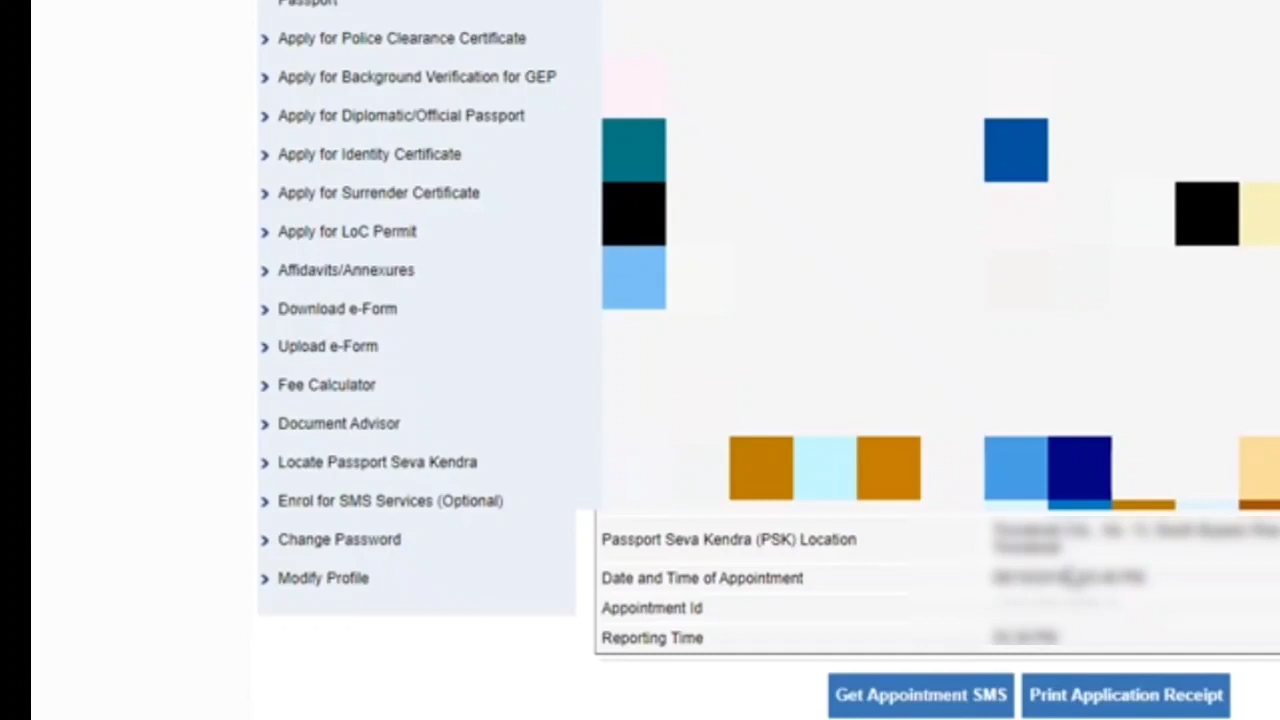 Passport
Apply for Police Clearance Certificate
Apply for Background Verification for GEP
Apply for Diplomatic/Official Passport
Apply for Identity Certificate
Apply for Surrender Certificate
Apply for LoC Permit
Affidavits/Annexures
Download e-Form
Upload e-Form
Fee Calculator
Document Advisor
Locate Passport Seva Kendra
Enrol for SMS Services (Optional)
Change Password
Modify Profile
Passport Seva Kendra (PSK) Location
Date and Time of Appointment
Appointment Id
Reporting Time
Get Appointment SMS
Print Application Receipt